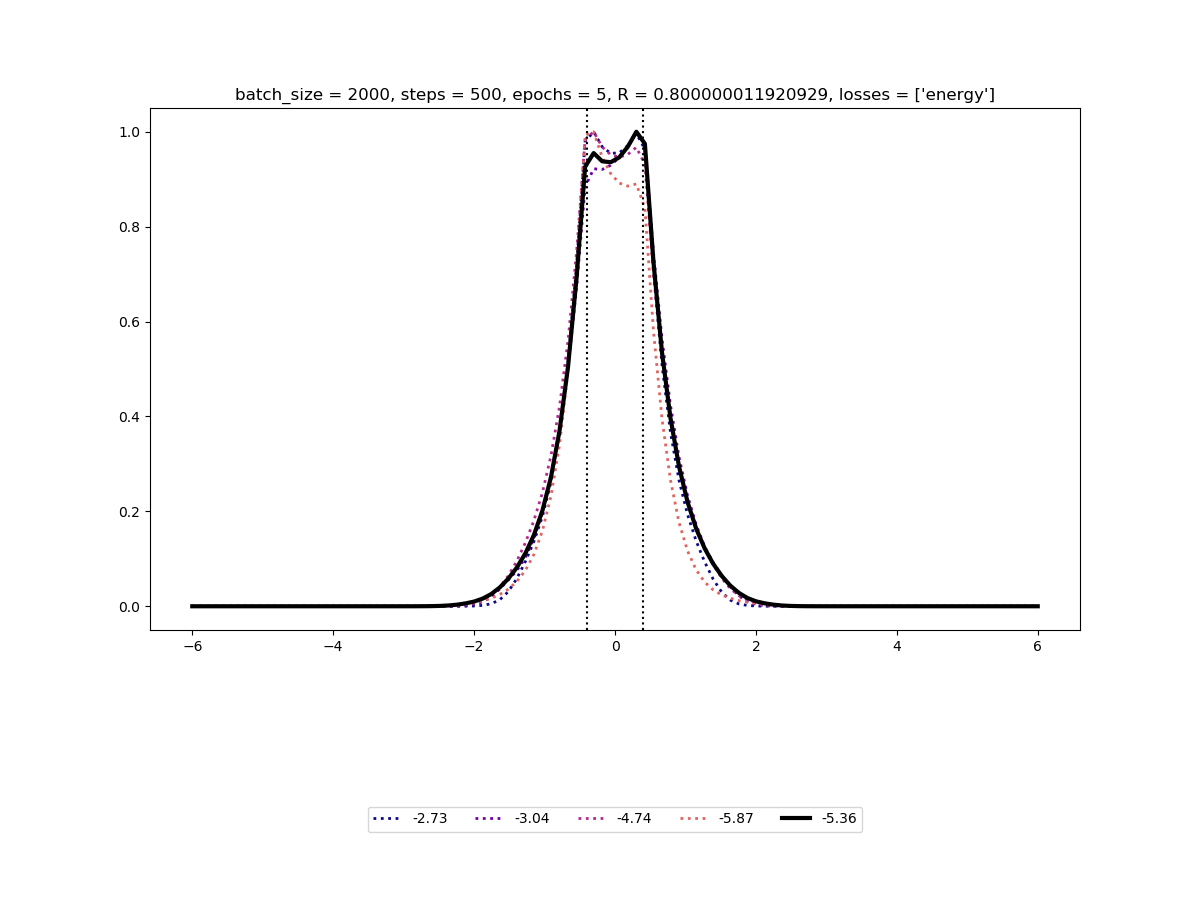 batch_size = 2000, steps = 500, epochs = 5, R = 0.800000011920929, losses = ['energy']
1.0
0.8
0.6
0.4
0.2
0.0
−6 −4 −2 0 2 4 6
-2.73 -3.04 -4.74 -5.87 -5.36